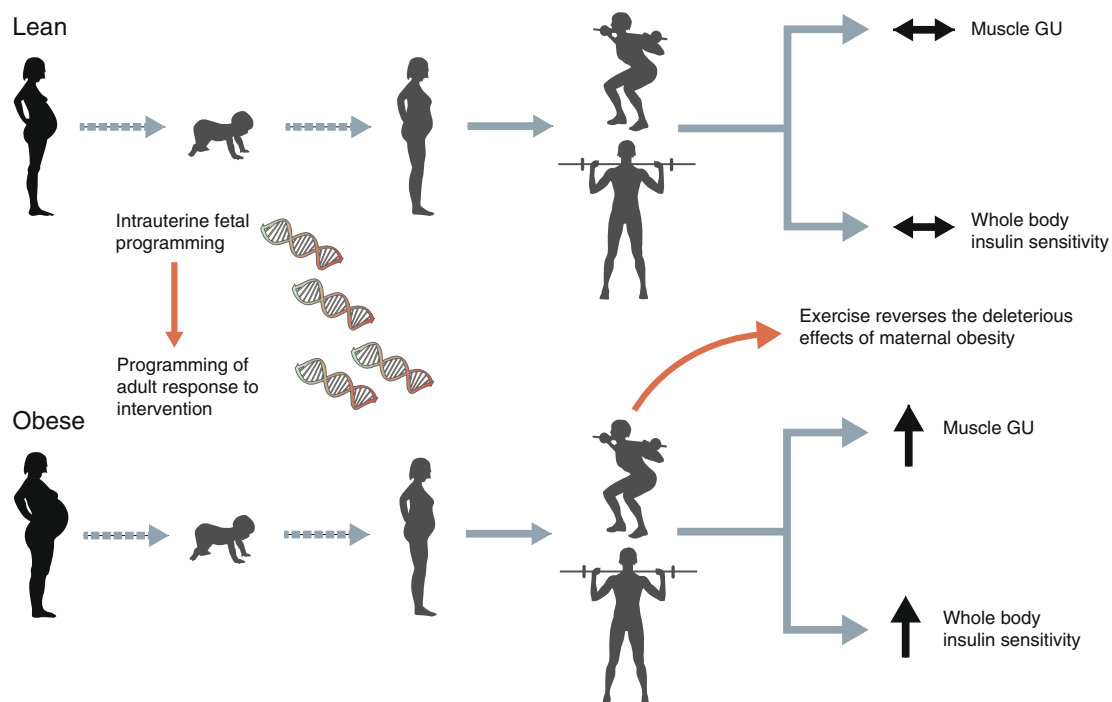 Lean
Muscle GU
Whole body
insulin sensitivity
Intrauterine fetal
programming
Programming of
adult response to
intervention
Exercise reverses the deleterious
effects of maternal obesity
Obese
Muscle GU
Whole body
insulin sensitivity